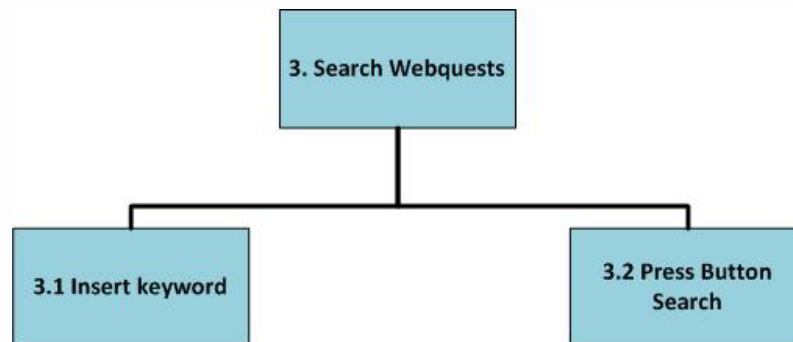 3. Search Webquests
3.1 Insert keyword
3.2 Press Button
Search